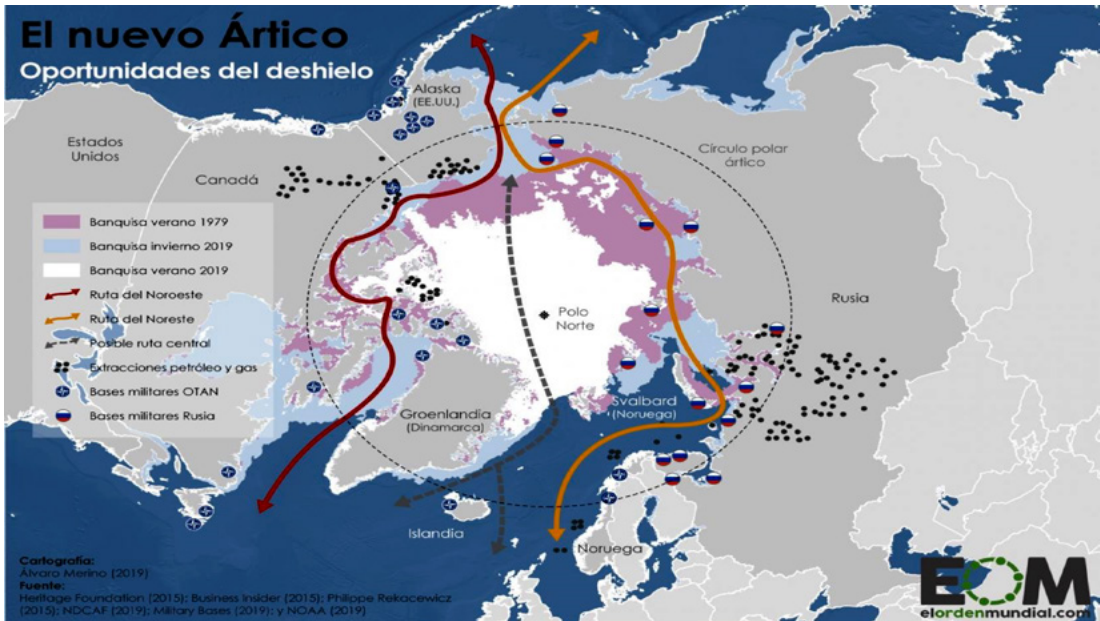 El nuevo Ártico
Oportunidades del deshielo
Alaska
(EE.UU.)
Estados
Unidos
Canadá
Círculo polar
ártico
Banquisa verano 1979
Banquisa invierno 2019
Banquisa verano 2019
Ruta del Noroeste
Ruta del Noreste
Posible ruta central
Extracciones petróleo y gas
Bases militares OTAN
Bases militares Rusia
Polo
Norte
Rusia
Svalbard
(Noruega)
Groenlandia
(Dinamarca)
Islandia
Noruega
Cartografía:
Álvaro Merino (2019)
Fuente:
Heritage Foundation (2015); Business Insider (2015); Philippe Rekacewicz
(2015); NDCAF (2019); Military Bases (2019); y NOAA (2019)
EOM
elordenmundial.com